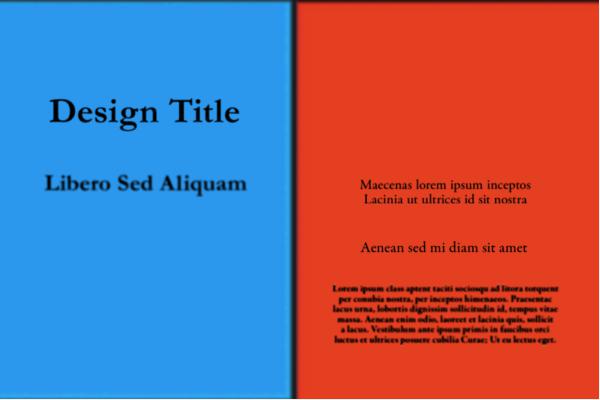 Design Title
Libero Sed Aliquam
Maecenas lorem ipsum inceptos
Lacinia ut ultrices id sit nostra
Aenean sed mi diam sit amet
Lorem ipsum class aptent taciti sociosqu ad litora torquent
per conubia nostra, per inceptos himenaeos. Praesentac
lacus urna, lobortis dignissim sollicitudin id, tempus vitae
massa. Aenean enim odio, laoreet et lacinia quis, sollicit
a lacus. Vestibulum ante ipsum primis in faucibus orci
luctus et ultrices posuere cubilia Curae; Ut eu lectus eget.